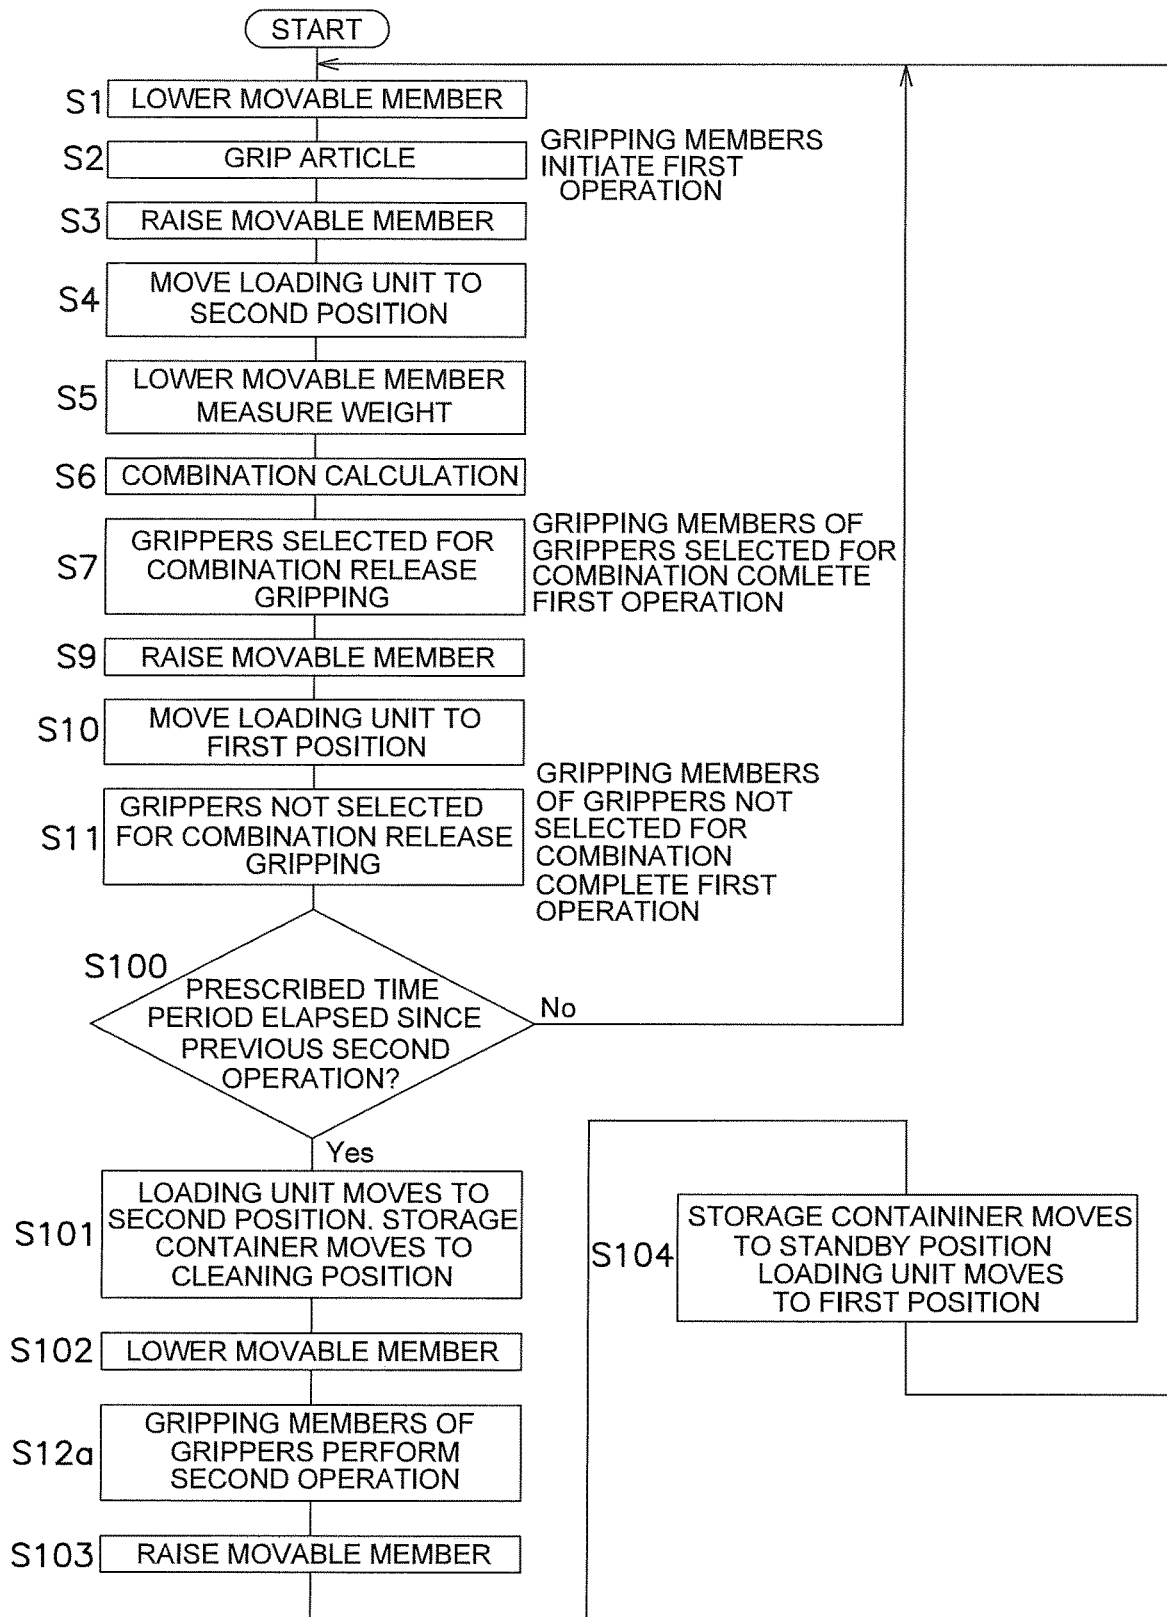 START
S1
LOWER MOVABLE MEMBER
S2
GRIP ARTICLE
GRIPPING MEMBERS
INITIATE FIRST
OPERATION
S3
RAISE MOVABLE MEMBER
S4
MOVE LOADING UNIT TO
SECOND POSITION
S5
LOWER MOVABLE MEMBER
MEASURE WEIGHT
S6
COMBINATION CALCULATION
S7
GRIPPERS SELECTED FOR
COMBINATION RELEASE
GRIPPING
GRIPPING MEMBERS OF
GRIPPERS SELECTED FOR
COMBINATION COMLETE
FIRST OPERATION
S9
RAISE MOVABLE MEMBER
S10
MOVE LOADING UNIT TO
FIRST POSITION
S11
GRIPPERS NOT SELECTED
FOR COMBINATION RELEASE
GRIPPING
GRIPPING MEMBERS
OF GRIPPERS NOT
SELECTED FOR
COMBINATION
COMPLETE FIRST
OPERATION
S100
PRESCRIBED TIME
PERIOD ELAPSED SINCE
PREVIOUS SECOND
OPERATION?
No
Yes
S101
LOADING UNIT MOVES TO
SECOND POSITION. STORAGE
CONTAINER MOVES TO
CLEANING POSITION
S102
LOWER MOVABLE MEMBER
S12a
GRIPPING MEMBERS OF
GRIPPERS PERFORM
SECOND OPERATION
S103
RAISE MOVABLE MEMBER
S104
STORAGE CONTAININER MOVES
TO STANDBY POSITION
LOADING UNIT MOVES
TO FIRST POSITION